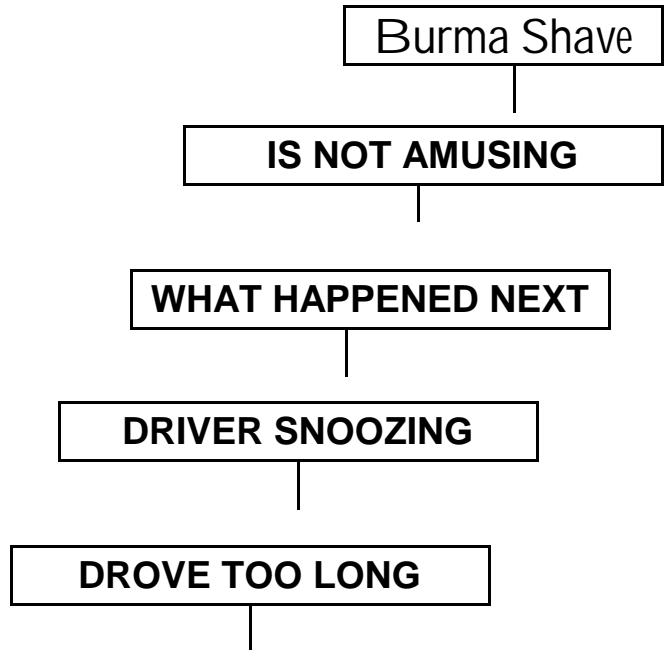 Burma Shave
IS NOT AMUSING
WHAT HAPPENED NEXT
DRIVER SNOOZING
DROVE TOO LONG